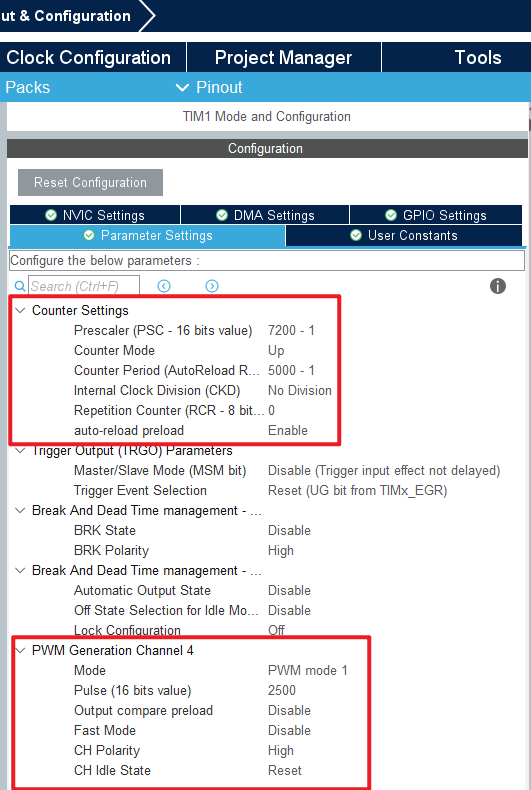 ut & Configuration
Clock Configuration Project Manager Tools
Packs Pinout
TIM1 Mode and Configuration
Configuration
Reset Configuration
NVIC Settings DMA Settings GPIO Settings
Parameter Settings User Constants
Configure the below parameters :
Search (Ctrl+F)
Counter Settings
Prescaler (PSC - 16 bits value) 7200 - 1
Counter Mode Up
Counter Period (AutoReload R... 5000 - 1
Internal Clock Division (CKD) No Division
Repetition Counter (RCR - 8 bit... 0
auto-reload preload Enable
Trigger Output (TRGO) Parameters
Master/Slave Mode (MSM bit) Disable (Trigger input effect not delayed)
Trigger Event Selection Reset (UG bit from TIMx_EGR)
Break And Dead Time management - ...
BRK State Disable
BRK Polarity High
Break And Dead Time management - ...
Automatic Output State Disable
Off State Selection for Idle Mo... Disable
Lock Configuration Off
PWM Generation Channel 4
Mode PWM mode 1
Pulse (16 bits value) 2500
Output compare preload Disable
Fast Mode Disable
CH Polarity High
CH Idle State Reset